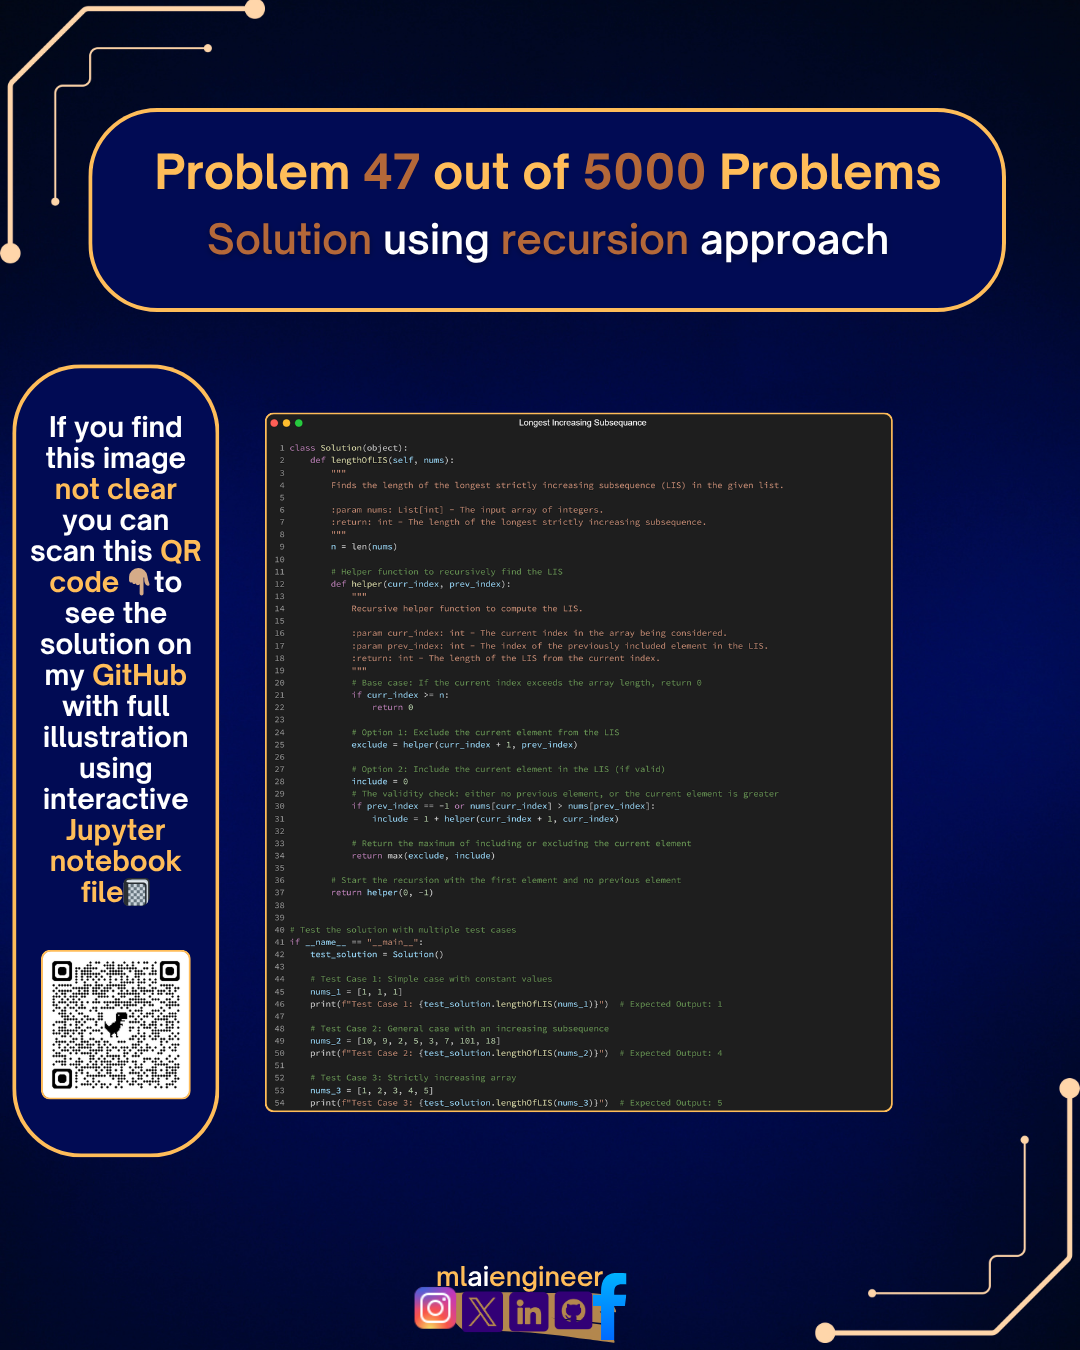 Problem 47 out of 5000 Problems
Solution using recursion approach
If you find
this image
not clear
you can
scan this QR
code 👇🏽to
see the
solution on
my GitHub
with full
illustration
using
interactive
Jupyter
notebook
file📓
Longest Increasing Subsequance
1 class Solution(object):
2     def lengthOfLIS(self, nums):
3         """
4         Finds the length of the longest strictly increasing subsequence (LIS) in the given list.
5
6         :param nums: List[int] - The input array of integers.
7         :return: int - The length of the longest strictly increasing subsequence.
8         """
9         n = len(nums)
10
11         # Helper function to recursively find the LIS
12         def helper(curr_index, prev_index):
13             """
14             Recursive helper function to compute the LIS.
15
16             :param curr_index: int - The current index in the array being considered.
17             :param prev_index: int - The index of the previously included element in the LIS.
18             :return: int - The length of the LIS from the current index.
19             """
20             # Base case: If the current index exceeds the array length, return 0
21             if curr_index >= n:
22                 return 0
23
24             # Option 1: Exclude the current element from the LIS
25             exclude = helper(curr_index + 1, prev_index)
26
27             # Option 2: Include the current element in the LIS (if valid)
28             include = 0
29             # The validity check: either no previous element, or the current element is greater
30             if prev_index == -1 or nums[curr_index] > nums[prev_index]:
31                 include = 1 + helper(curr_index + 1, curr_index)
32
33             # Return the maximum of including or excluding the current element
34             return max(exclude, include)
35
36         # Start the recursion with the first element and no previous element
37         return helper(0, -1)
38
39
40 # Test the solution with multiple test cases
41 if __name__ == "__main__":
42     test_solution = Solution()
43
44     # Test Case 1: Simple case with constant values
45     nums_1 = [1, 1, 1]
46     print(f"Test Case 1: {test_solution.lengthOfLIS(nums_1)}")  # Expected Output: 1
47
48     # Test Case 2: General case with an increasing subsequence
49     nums_2 = [10, 9, 2, 5, 3, 7, 101, 18]
50     print(f"Test Case 2: {test_solution.lengthOfLIS(nums_2)}")  # Expected Output: 4
51
52     # Test Case 3: Strictly increasing array
53     nums_3 = [1, 2, 3, 4, 5]
54     print(f"Test Case 3: {test_solution.lengthOfLIS(nums_3)}")  # Expected Output: 5
mlaiengineer